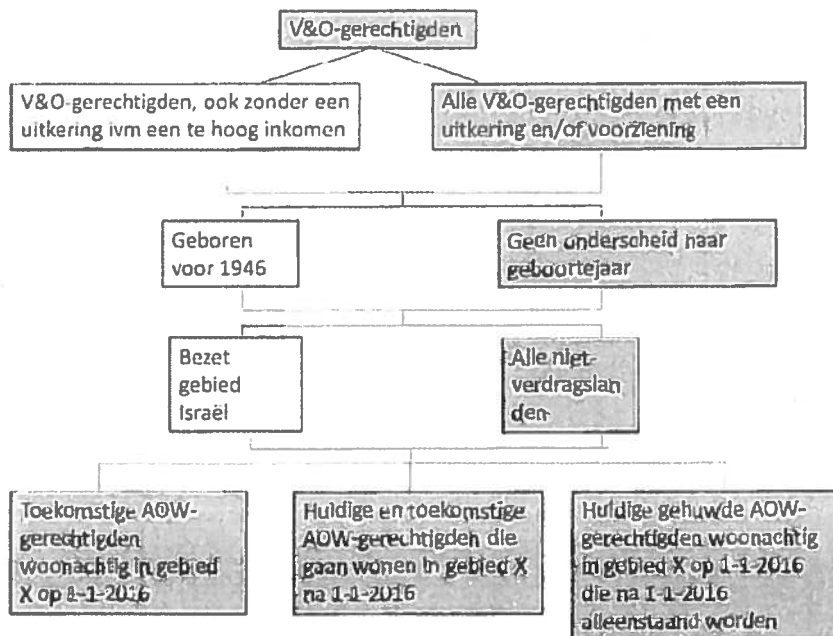 V&O-gerechtigden
V&O-gerechtigden, ook zonder een
uitkering ivm een te hoog inkomen
Alle V&O-gerechtigden met een
uitkering en/of voorziening
Geboren
voor 1946
Geen onderscheid naar
geboortejaar
Bezet
gebied
Israël
Alle niet-
verdragslan
den
Toekomstige AOW-
gerechtigden
woonachtig in gebied
X op 1-1-2016
Huidige en toekomstige
AOW-gerechtigden die
gaan wonen in gebied X
na 1-1-2016
Huidige gehuwde AOW-
gerechtigden woonachtig
in gebied X op 1-1-2016
die na 1-1-2016
alleenstaand worden